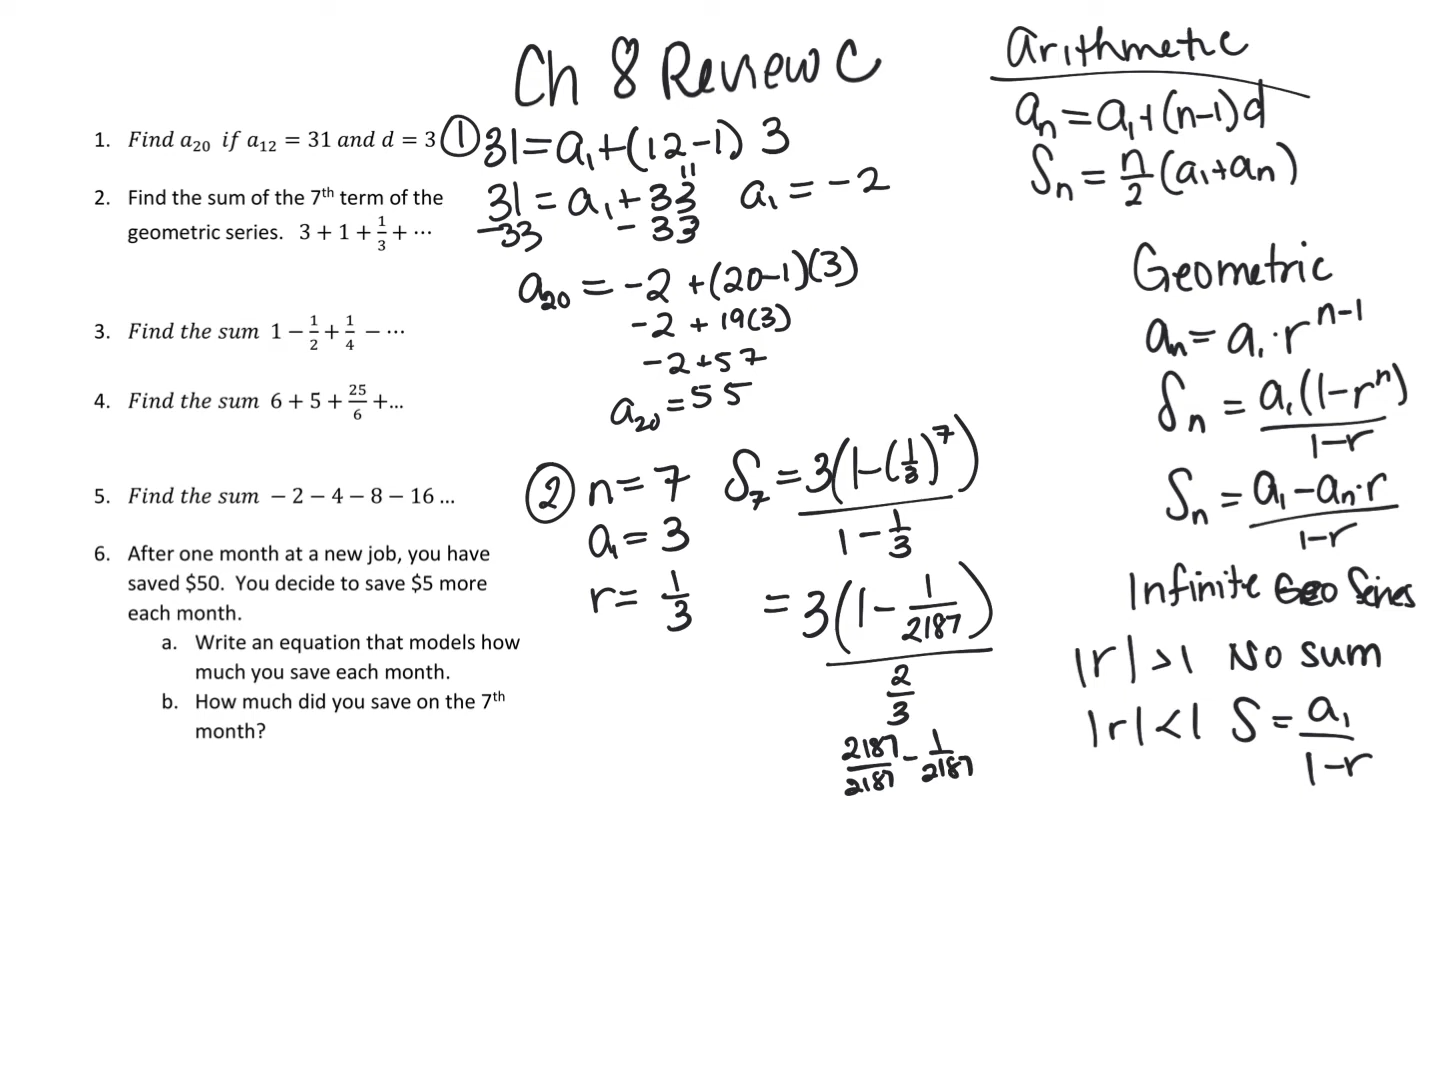 Ch 8 Review C
1. Find a₂₀ if a₁₂ = 31 and d = 3
2. Find the sum of the 7ᵗʰ term of the
geometric series. 3 + 1 + 1/3 + ⋯
3. Find the sum 1 − 1/2 + 1/4 − ⋯
4. Find the sum 6 + 5 + 25/6 +...
5. Find the sum − 2 − 4 − 8 − 16 ...
6. After one month at a new job, you have
saved $50. You decide to save $5 more
each month.
a. Write an equation that models how
much you save each month.
b. How much did you save on the 7ᵗʰ
month?
① 31 = a₁ + (12-1) 3
11
31 = a₁ + 33 a₁ = -2
-33 - 33
a₂₀ = -2 + (20-1)(3)
-2 + 19(3)
-2 + 57
a₂₀ = 55
② n = 7 S₇ = 3(1-(1/3)⁷) / 1 - 1/3
a₁ = 3
r = 1/3 = 3(1 - 1/2187) / 2/3
2187/2187 - 1/2187
Arithmetic
aₙ = a₁ + (n-1)d
Sₙ = n/2 (a₁ + aₙ)
Geometric
aₙ = a₁ · rⁿ⁻¹
Sₙ = a₁(1-rⁿ) / 1-r
Sₙ = a₁ - aₙ·r / 1-r
Infinite Geo Series
|r| > 1 No sum
|r| < 1 S = a₁ / 1-r